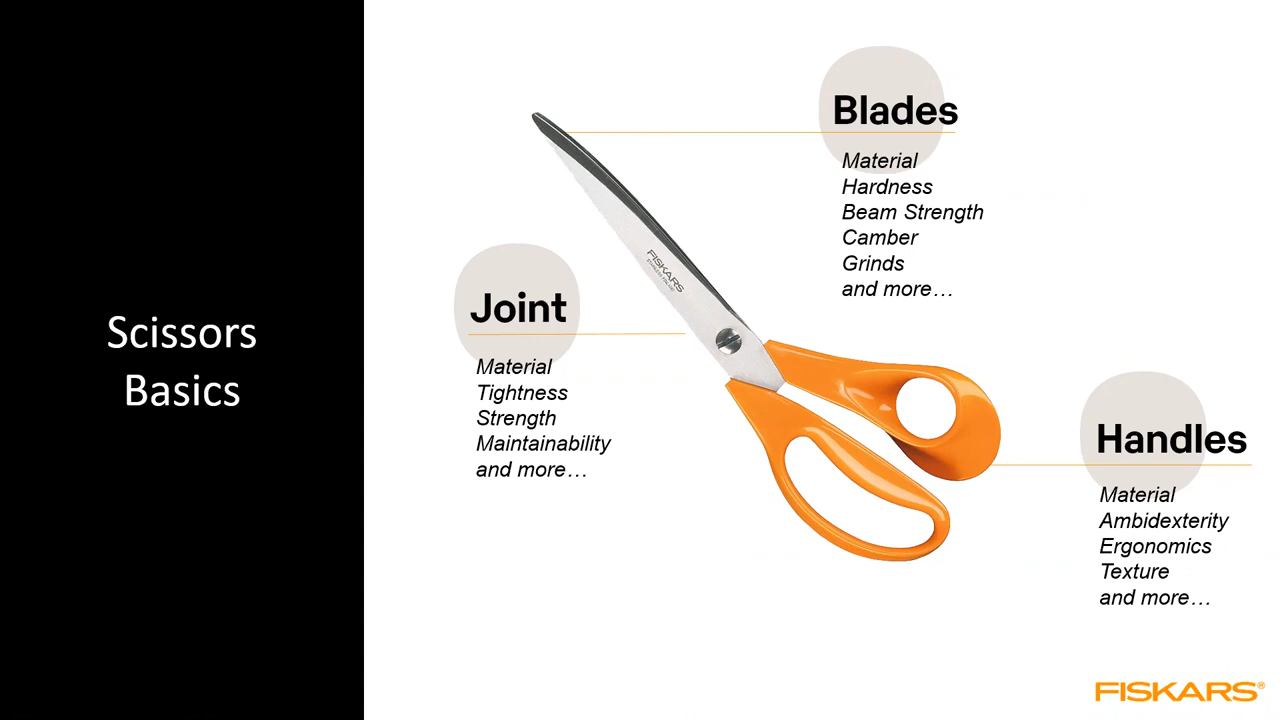 Scissors
Basics
Blades
Material
Hardness
Beam Strength
Camber
Grinds
and more…
Joint
Material
Tightness
Strength
Maintainability
and more…
FISKARS
Handles
Material
Ambidexterity
Ergonomics
Texture
and more…
FISKARS®